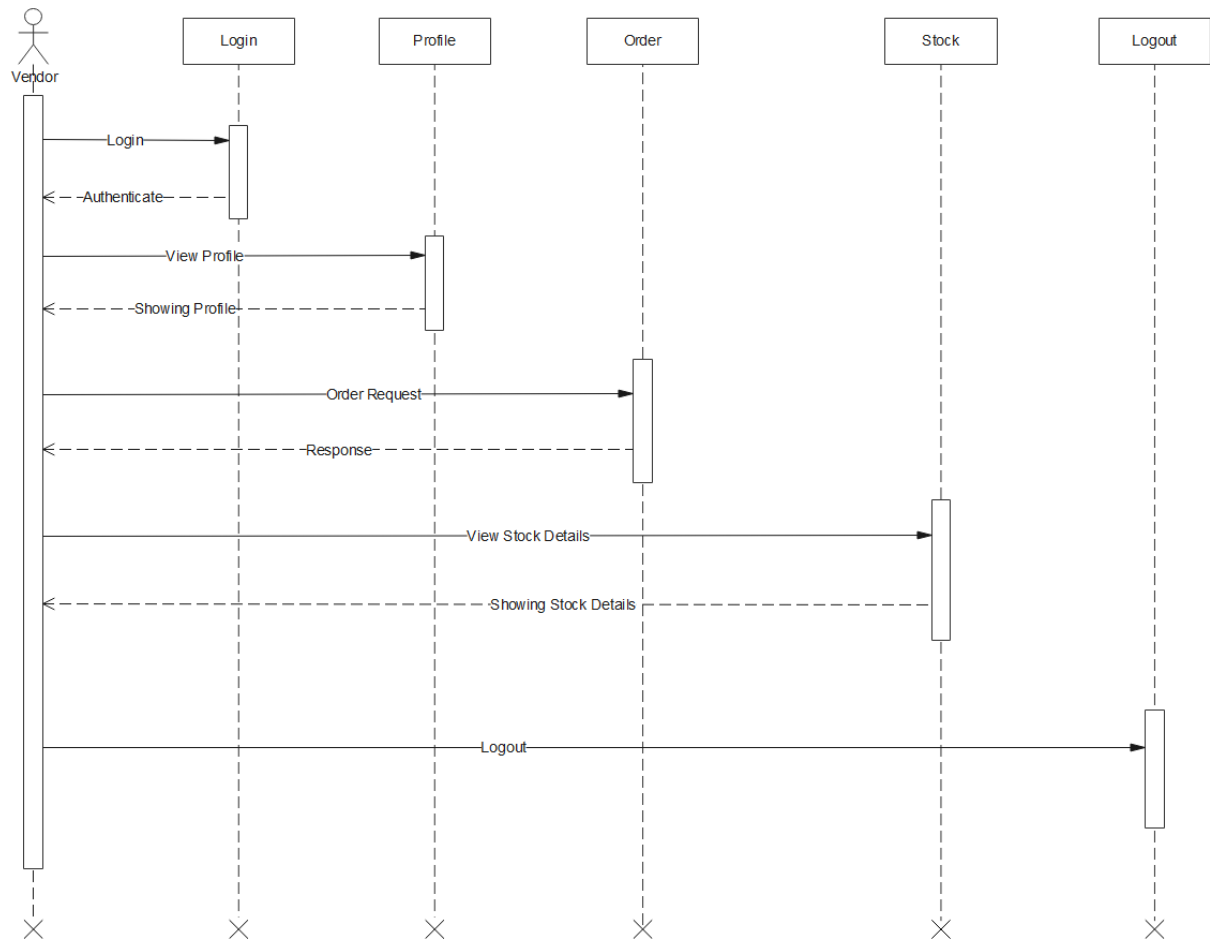 Login
Profile
Order
Stock
Logout
Vendor
Login
Authenticate
View Profile
Showing Profile
Order Request
Response
View Stock Details
Showing Stock Details
Logout